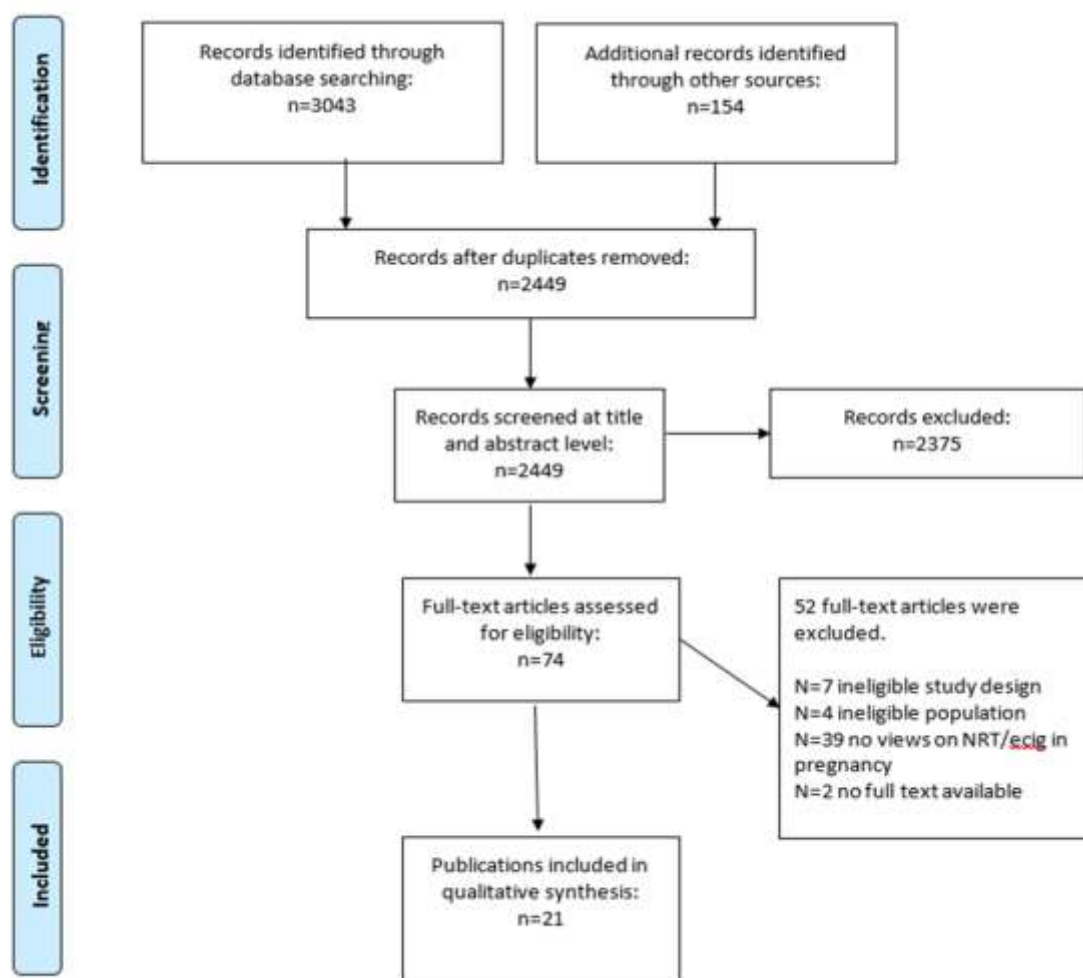 Identification
Records identified through
database searching:
n=3043
Additional records identified
through other sources:
n=154
Records after duplicates removed:
n=2449
Screening
Records screened at title
and abstract level:
n=2449
Records excluded:
n=2375
Eligibility
Full-text articles assessed
for eligibility:
n=74
52 full-text articles were
excluded.
N=7 ineligible study design
N=4 ineligible population
N=39 no views on NRT/ecig in
pregnancy
N=2 no full text available
Included
Publications included in
qualitative synthesis:
n=21